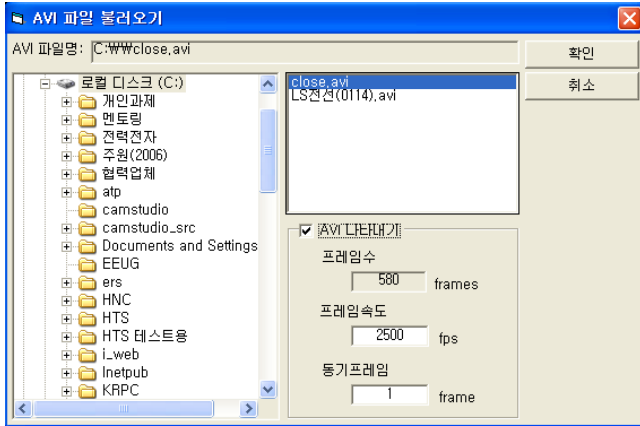 AVI 파일 불러오기
AVI 파일명: C:₩₩close.avi
확인
취소
로컬 디스크 (C:)
개인과제
멘토링
전력전자
주원(2006)
협력업체
atp
camstudio
camstudio_src
Documents and Settings
EEUG
ers
HNC
HTS
HTS 테스트용
i_web
Inetpub
KRPC
close.avi
LS전선(0114).avi
AVI 나타내기
프레임수
580 frames
프레임속도
2500 fps
동기프레임
1 frame